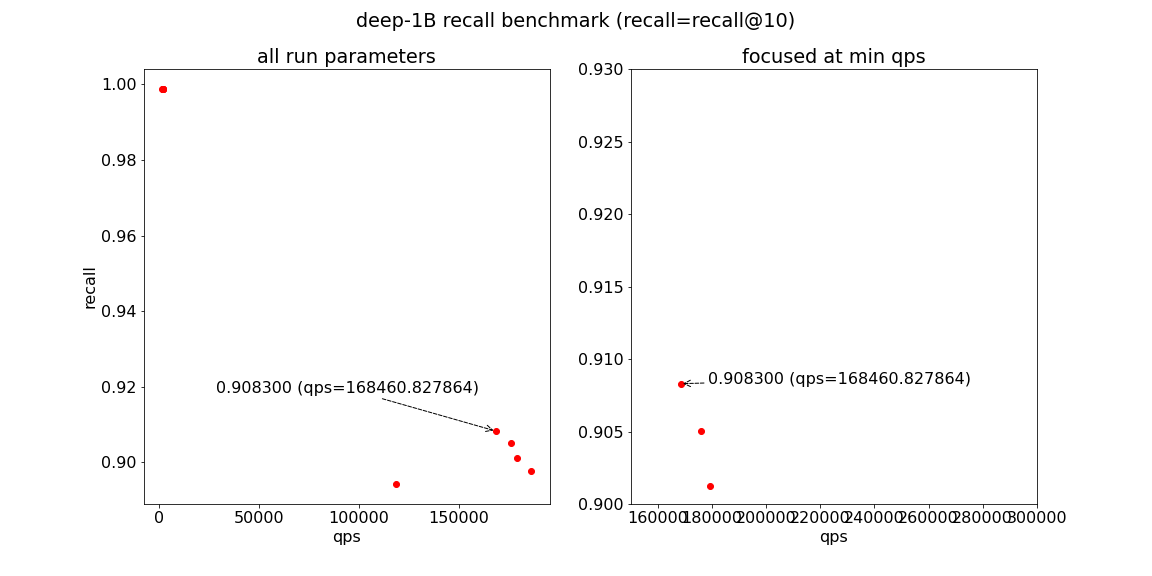 deep-1B recall benchmark (recall=recall@10)
all run parameters
1.00
0.98
0.96
0.94
0.92
0.90
recall
0.908300 (qps=168460.827864)
0 50000 100000 150000
qps
focused at min qps
0.930
0.925
0.920
0.915
0.910
0.905
0.900
0.908300 (qps=168460.827864)
160000 180000 200000 220000 240000 260000 280000 300000
qps